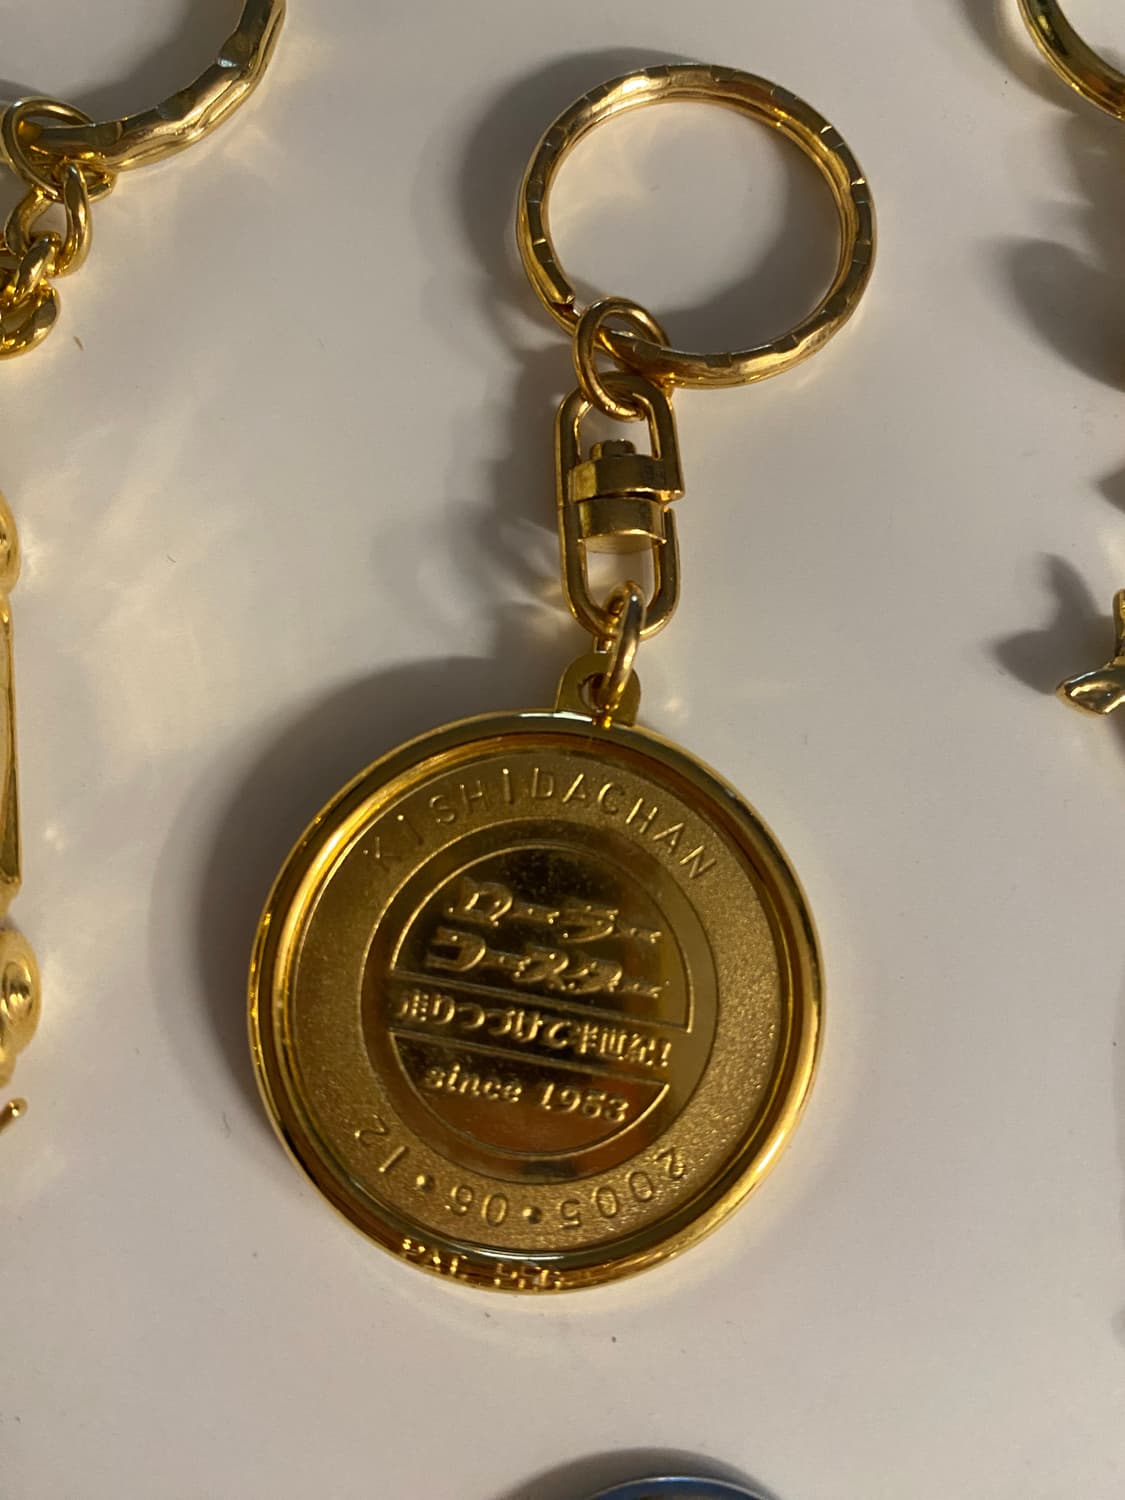 KISHIDACHAN
ローラー
コースター
走りつづけて半世紀!
since 1953
2005•06•12